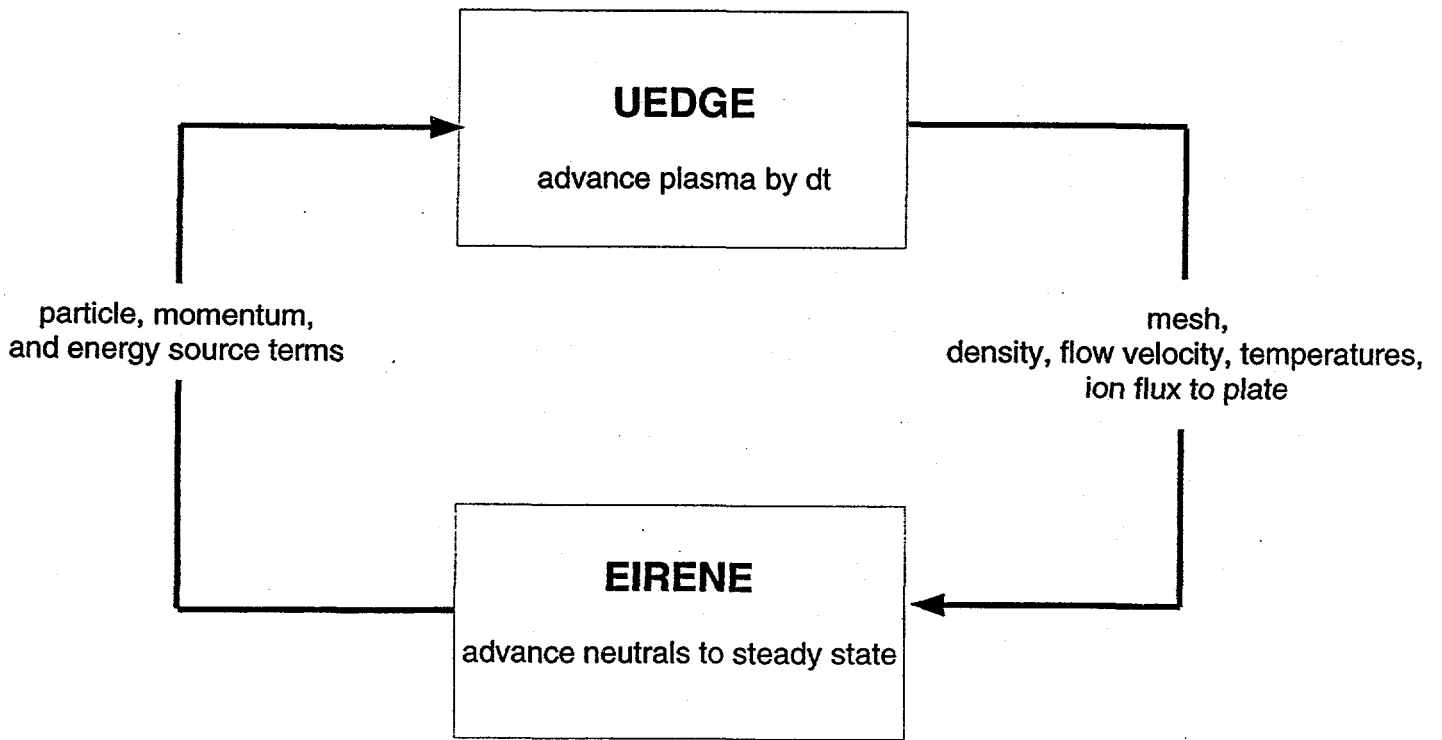 UEDGE
advance plasma by dt
particle, momentum,
and energy source terms
mesh,
density, flow velocity, temperatures,
ion flux to plate
EIRENE
advance neutrals to steady state